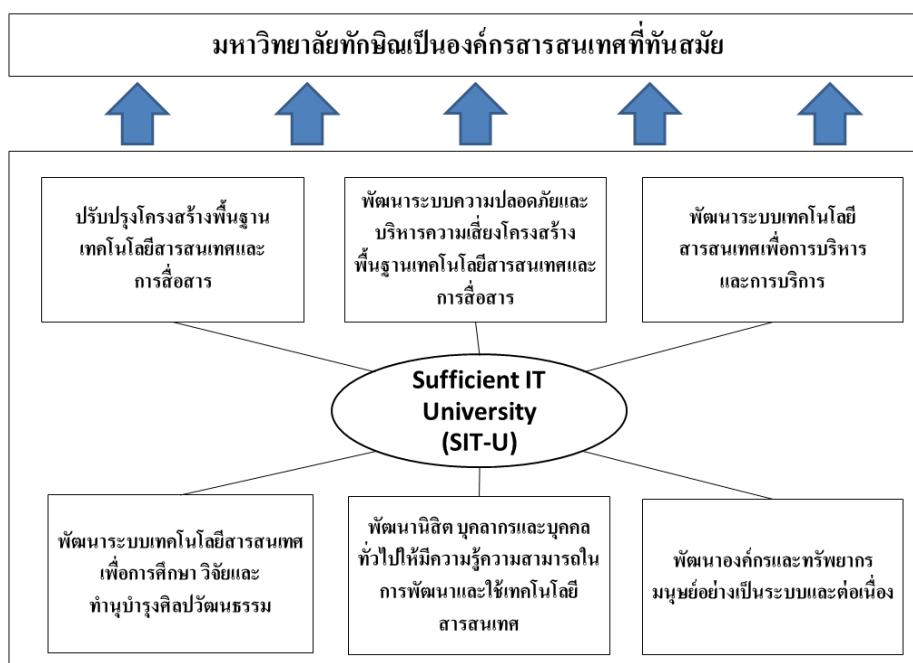 มหาวิทยาลัยทักษิณเป็นองค์กรสารสนเทศที่ทันสมัย
ปรับปรุงโครงสร้างพื้นฐาน
เทคโนโลยีสารสนเทศและ
การสื่อสาร
พัฒนาระบบความปลอดภัยและ
บริหารความเสี่ยงโครงสร้าง
พื้นฐานเทคโนโลยีสารสนเทศและ
การสื่อสาร
พัฒนาระบบเทคโนโลยี
สารสนเทศเพื่อการบริหาร
และการบริการ
Sufficient IT
University
(SIT-U)
พัฒนาระบบเทคโนโลยีสารสนเทศ
เพื่อการศึกษา วิจัยและ
ทำนุบำรุงศิลปวัฒนธรรม
พัฒนานิสิต บุคลากรและบุคคล
ทั่วไปให้มีความรู้ความสามารถใน
การพัฒนาและใช้เทคโนโลยี
สารสนเทศ
พัฒนาองค์กรและทรัพยากร
มนุษย์อย่างเป็นระบบและต่อเนื่อง